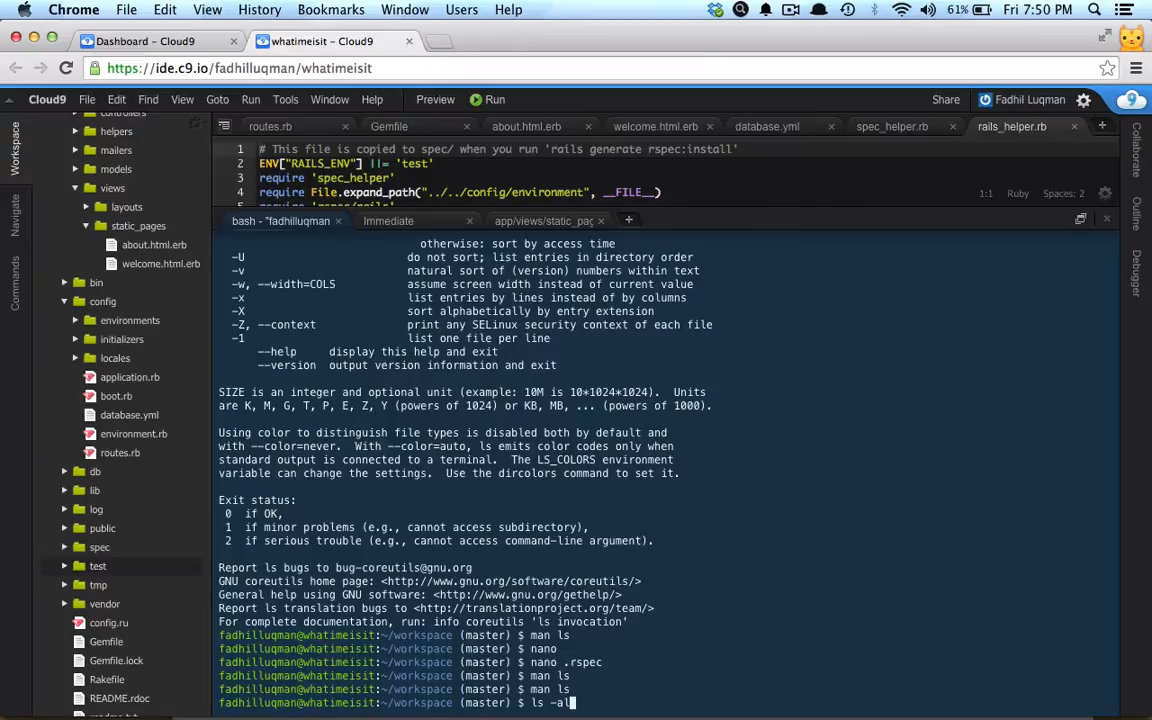 Chrome File Edit View History Bookmarks Window Users Help 61% Fri 7:50 PM
Dashboard - Cloud9 whatimeisit - Cloud9
https://ide.c9.io/fadhilluqman/whatimeisit
Cloud9 File Edit Find View Goto Run Tools Window Help Preview Run Share Fadhil Luqman
Workspace
Navigate
Commands
controllers
helpers
mailers
models
views
layouts
static_pages
about.html.erb
welcome.html.erb
bin
config
environments
initializers
locales
application.rb
boot.rb
database.yml
environment.rb
routes.rb
db
lib
log
public
spec
test
tmp
vendor
config.ru
Gemfile
Gemfile.lock
Rakefile
README.rdoc
routes.rb Gemfile about.html.erb welcome.html.erb database.yml spec_helper.rb rails_helper.rb
1 # This file is copied to spec/ when you run 'rails generate rspec:install'
2 ENV["RAILS_ENV"] ||= 'test'
3 require 'spec_helper'
4 require File.expand_path("../../config/environment", __FILE__)
1:1 Ruby Spaces: 2
bash - "fadhilluqman Immediate app/views/static_pag
otherwise: sort by access time
-U do not sort; list entries in directory order
-v natural sort of (version) numbers within text
-w, --width=COLS assume screen width instead of current value
-x list entries by lines instead of by columns
-X sort alphabetically by entry extension
-Z, --context print any SELinux security context of each file
-1 list one file per line
--help display this help and exit
--version output version information and exit
SIZE is an integer and optional unit (example: 10M is 10*1024*1024). Units
are K, M, G, T, P, E, Z, Y (powers of 1024) or KB, MB, ... (powers of 1000).
Using color to distinguish file types is disabled both by default and
with --color=never. With --color=auto, ls emits color codes only when
standard output is connected to a terminal. The LS_COLORS environment
variable can change the settings. Use the dircolors command to set it.
Exit status:
0 if OK,
1 if minor problems (e.g., cannot access subdirectory),
2 if serious trouble (e.g., cannot access command-line argument).
Report ls bugs to bug-coreutils@gnu.org
GNU coreutils home page: <http://www.gnu.org/software/coreutils/>
General help using GNU software: <http://www.gnu.org/gethelp/>
Report ls translation bugs to <http://translationproject.org/team/>
For complete documentation, run: info coreutils 'ls invocation'
fadhilluqman@whatimeisit:~/workspace (master) $ man ls
fadhilluqman@whatimeisit:~/workspace (master) $ nano
fadhilluqman@whatimeisit:~/workspace (master) $ nano .rspec
fadhilluqman@whatimeisit:~/workspace (master) $ man ls
fadhilluqman@whatimeisit:~/workspace (master) $ man ls
fadhilluqman@whatimeisit:~/workspace (master) $ ls -al
Collaborate
Outline
Debugger